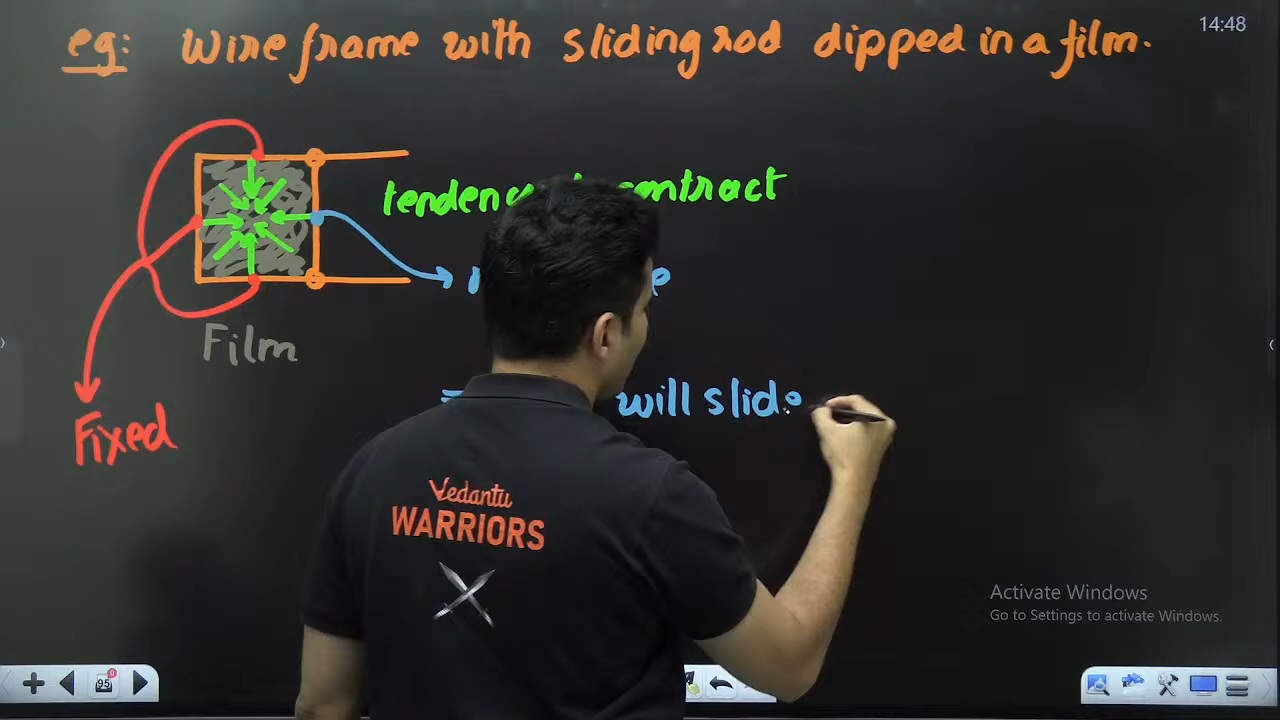 eg: Wire frame with sliding rod dipped in a film.
14:48
contract
Film
will slide
Fixed
Vedantu
WARRIORS
Activate Windows
Go to Settings to activate Windows.
95